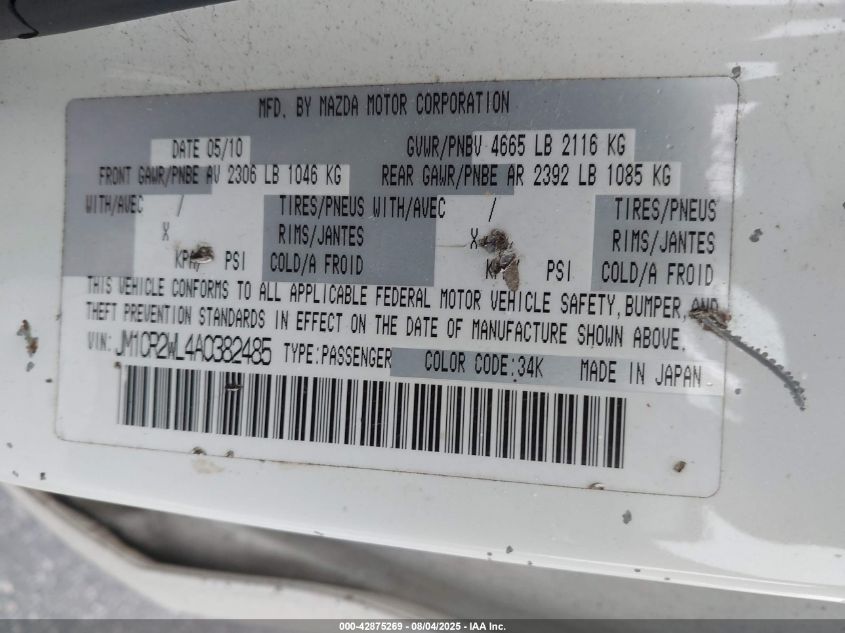 MFD. BY MAZDA MOTOR CORPORATION
DATE 05/10 GVWR/PNBV 4665 LB 2116 KG
FRONT GAWR/PNBE AV 2306 LB 1046 KG REAR GAWR/PNBE AR 2392 LB 1085 KG
WITH/AVEC / TIRES/PNEUS WITH/AVEC / TIRES/PNEUS
X RIMS/JANTES X RIMS/JANTES
PSI COLD/A FROID PSI COLD/A FROID
THIS VEHICLE CONFORMS TO ALL APPLICABLE FEDERAL MOTOR VEHICLE SAFETY, BUMPER, AND
THEFT PREVENTION STANDARDS IN EFFECT ON THE DATE OF MANUFACTURE SHOWN ABOVE.
VIN: JM1CR2WL4A0382485 TYPE:PASSENGER COLOR CODE:34K MADE IN JAPAN
000-42875269 - 08/04/2025 - IAA Inc.